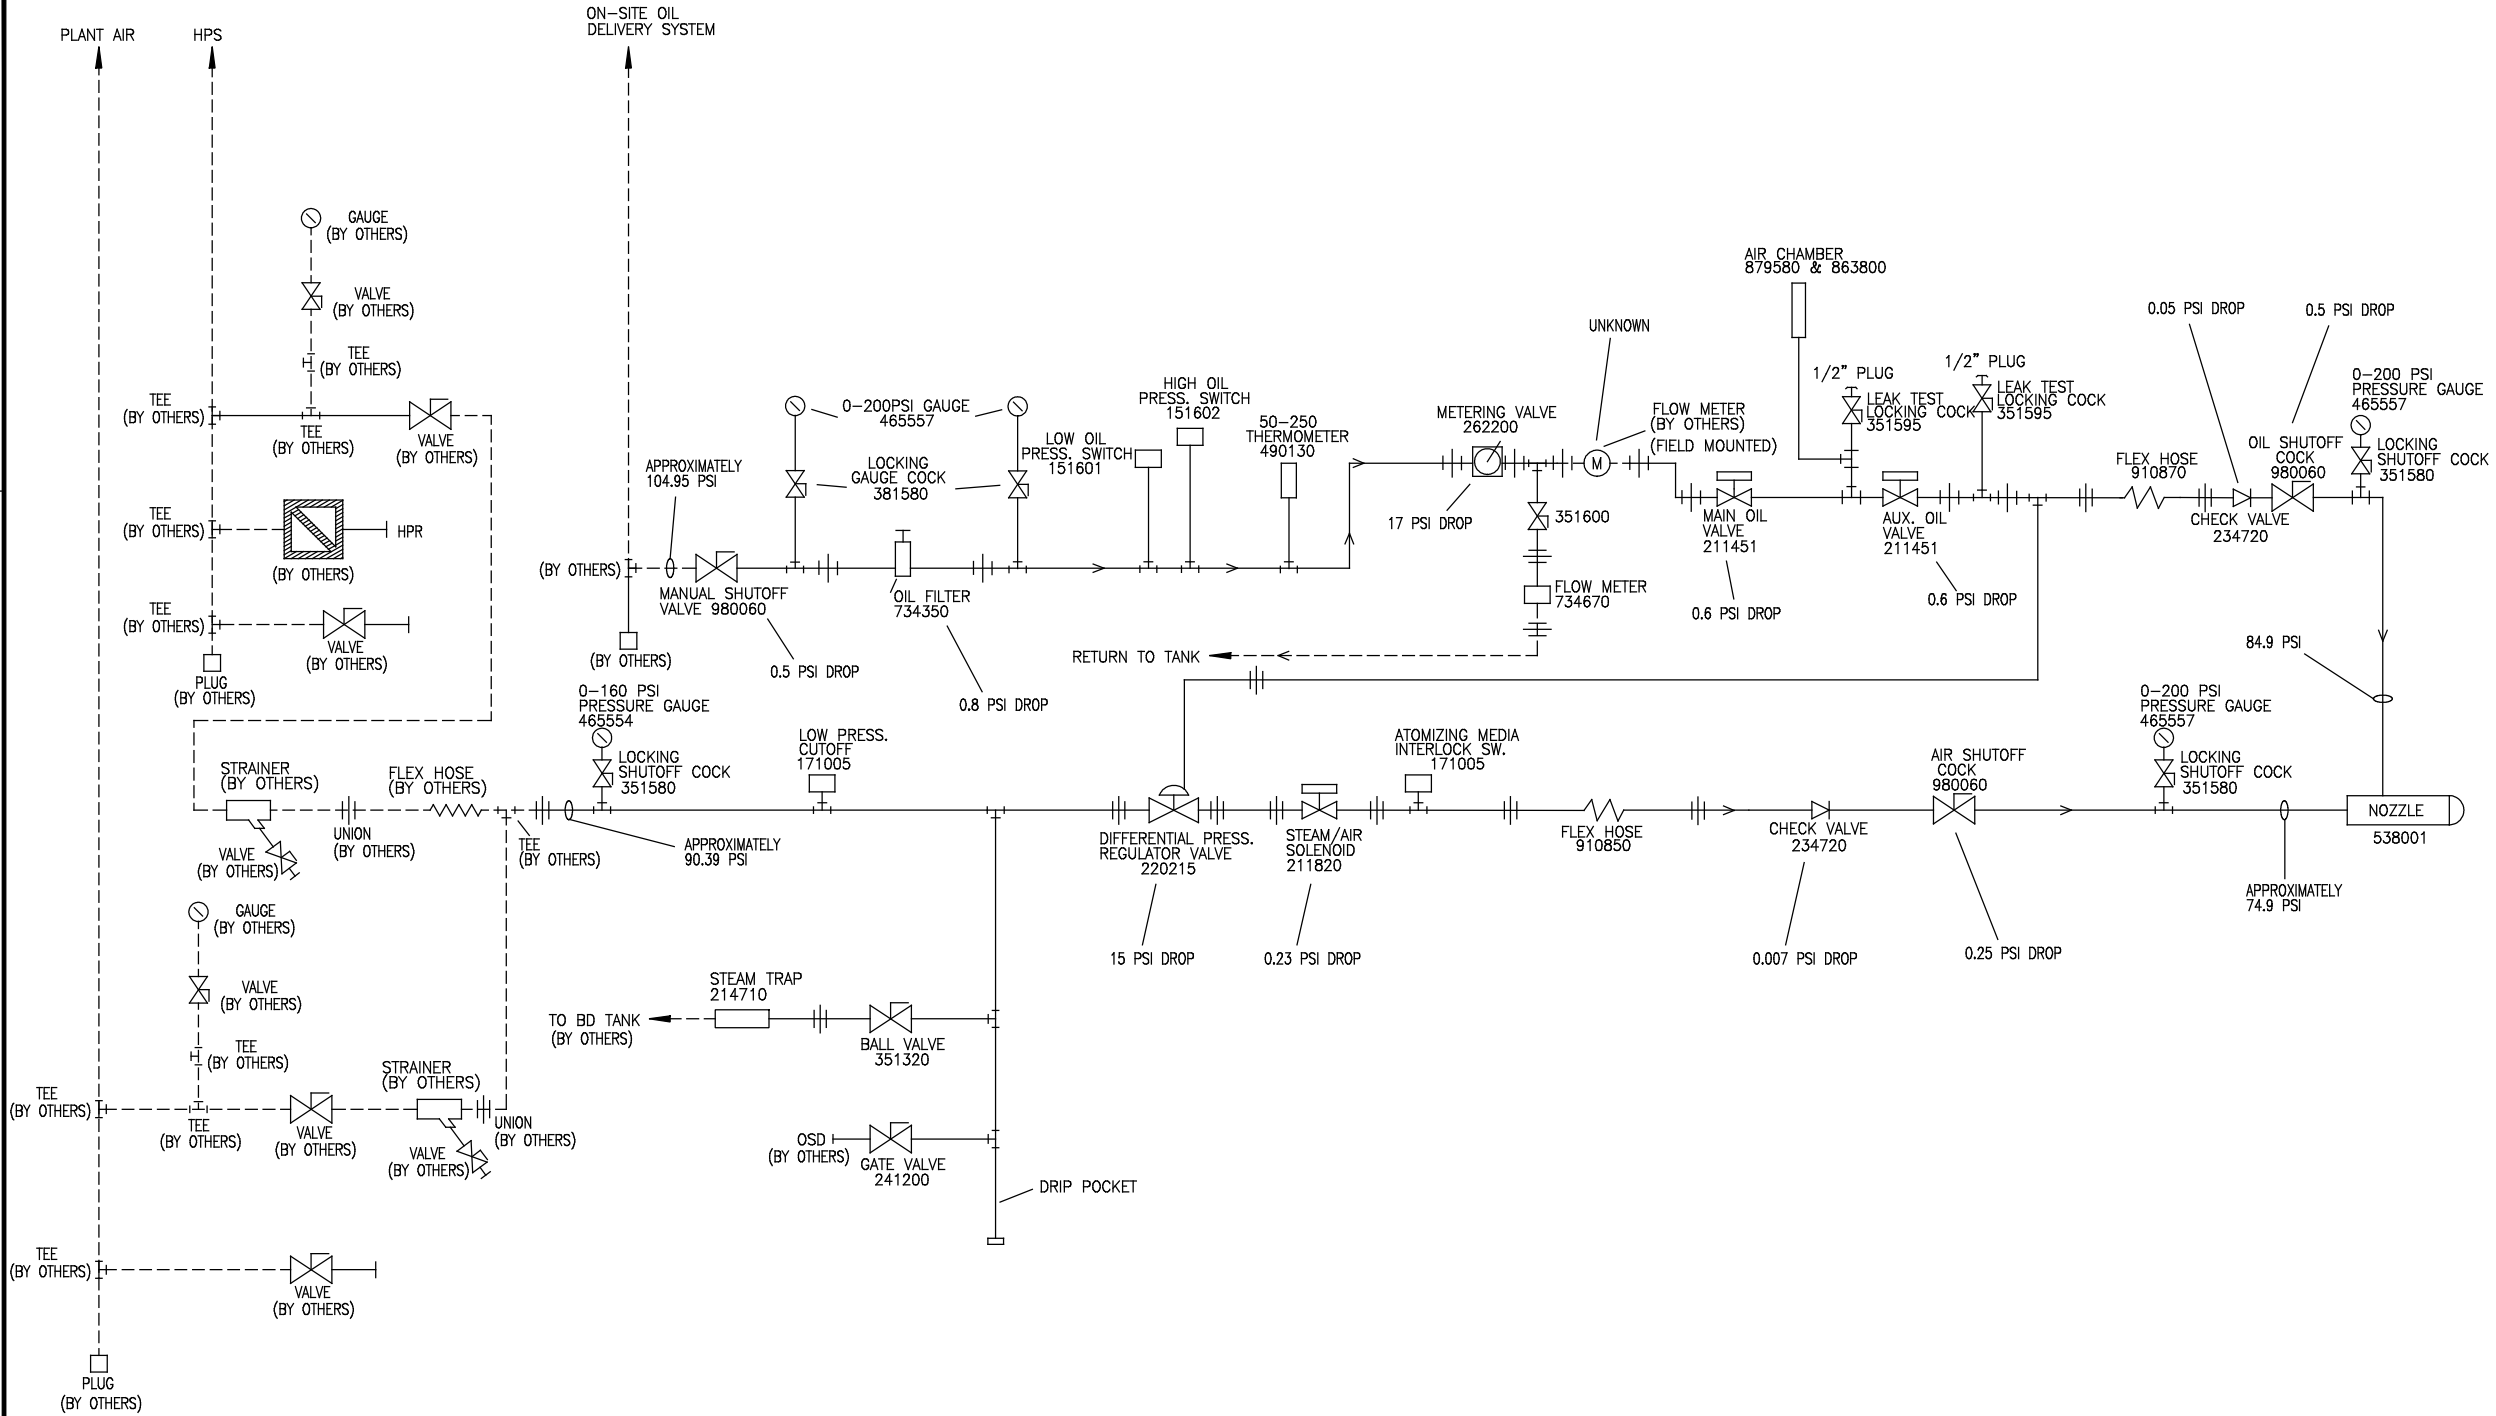 PLANT AIR
HPS
ON-SITE OIL
DELIVERY SYSTEM
GAUGE
(BY OTHERS)
VALVE
(BY OTHERS)
TEE
(BY OTHERS)
TEE
(BY OTHERS)
TEE
(BY OTHERS)
VALVE
(BY OTHERS)
TEE
(BY OTHERS)
HPR
(BY OTHERS)
TEE
(BY OTHERS)
VALVE
(BY OTHERS)
PLUG
(BY OTHERS)
APPROXIMATELY
104.95 PSI
(BY OTHERS)
(BY OTHERS)
MANUAL SHUTOFF
VALVE 980060
0.5 PSI DROP
0-200PSI GAUGE
465557
LOCKING
GAUGE COCK
381580
OIL FILTER
734350
0.8 PSI DROP
LOW OIL
PRESS. SWITCH
151601
HIGH OIL
PRESS. SWITCH
151602
50-250
THERMOMETER
490130
METERING VALVE
262200
17 PSI DROP
351600
FLOW METER
734670
RETURN TO TANK
UNKNOWN
FLOW METER
(BY OTHERS)
(FIELD MOUNTED)
M
AIR CHAMBER
879580 & 863800
1/2" PLUG
LEAK TEST
LOCKING COCK
351595
1/2" PLUG
LEAK TEST
LOCKING COCK
351595
MAIN OIL
VALVE
211451
0.6 PSI DROP
AUX. OIL
VALVE
211451
0.6 PSI DROP
0.05 PSI DROP
0.5 PSI DROP
FLEX HOSE
910870
CHECK VALVE
234720
OIL SHUTOFF
COCK
980060
0-200 PSI
PRESSURE GAUGE
465557
LOCKING
SHUTOFF COCK
351580
84.9 PSI
STRAINER
(BY OTHERS)
VALVE
(BY OTHERS)
UNION
(BY OTHERS)
FLEX HOSE
(BY OTHERS)
TEE
(BY OTHERS)
0-160 PSI
PRESSURE GAUGE
465554
LOCKING
SHUTOFF COCK
351580
APPROXIMATELY
90.39 PSI
LOW PRESS.
CUTOFF
171005
DIFFERENTIAL PRESS.
REGULATOR VALVE
220215
15 PSI DROP
STEAM/AIR
SOLENOID
211820
0.23 PSI DROP
ATOMIZING MEDIA
INTERLOCK SW.
171005
FLEX HOSE
910850
CHECK VALVE
234720
0.007 PSI DROP
AIR SHUTOFF
COCK
980060
0.25 PSI DROP
0-200 PSI
PRESSURE GAUGE
465557
LOCKING
SHUTOFF COCK
351580
NOZZLE
538001
APPROXIMATELY
74.9 PSI
GAUGE
(BY OTHERS)
VALVE
(BY OTHERS)
TEE
(BY OTHERS)
TEE
(BY OTHERS)
TEE
(BY OTHERS)
VALVE
(BY OTHERS)
STRAINER
(BY OTHERS)
VALVE
(BY OTHERS)
UNION
(BY OTHERS)
STEAM TRAP
214710
TO BD TANK
(BY OTHERS)
BALL VALVE
351320
OSD
(BY OTHERS)
GATE VALVE
241200
DRIP POCKET
TEE
(BY OTHERS)
VALVE
(BY OTHERS)
PLUG
(BY OTHERS)